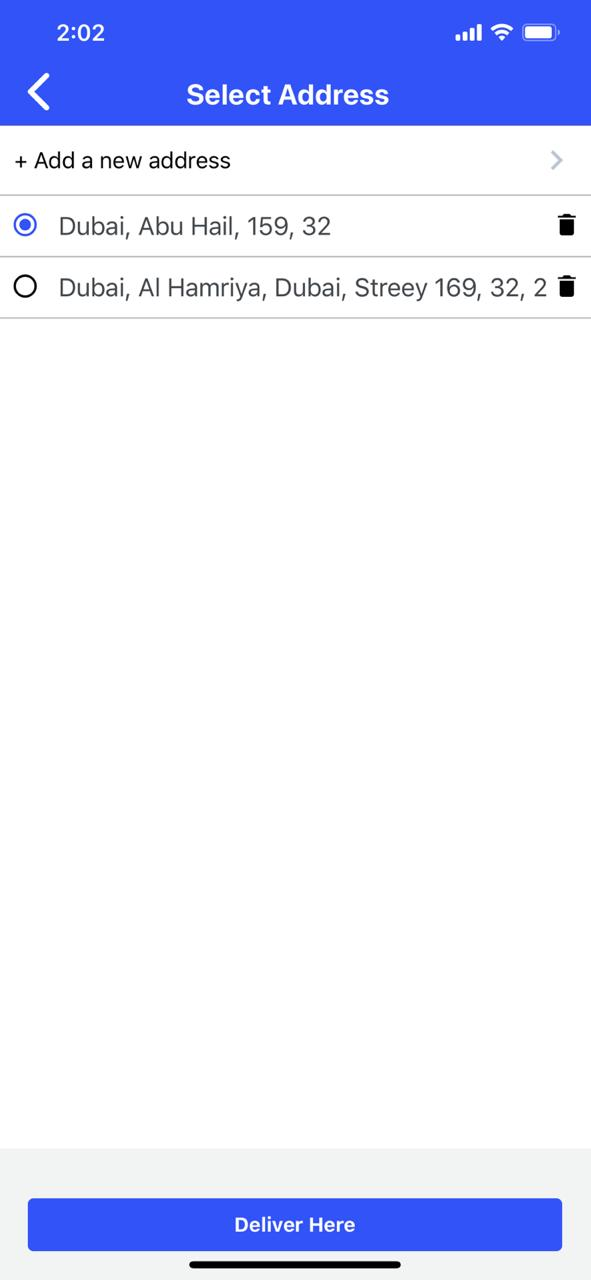 2:02
Select Address
+ Add a new address
Dubai, Abu Hail, 159, 32
Dubai, Al Hamriya, Dubai, Streey 169, 32, 2
Deliver Here